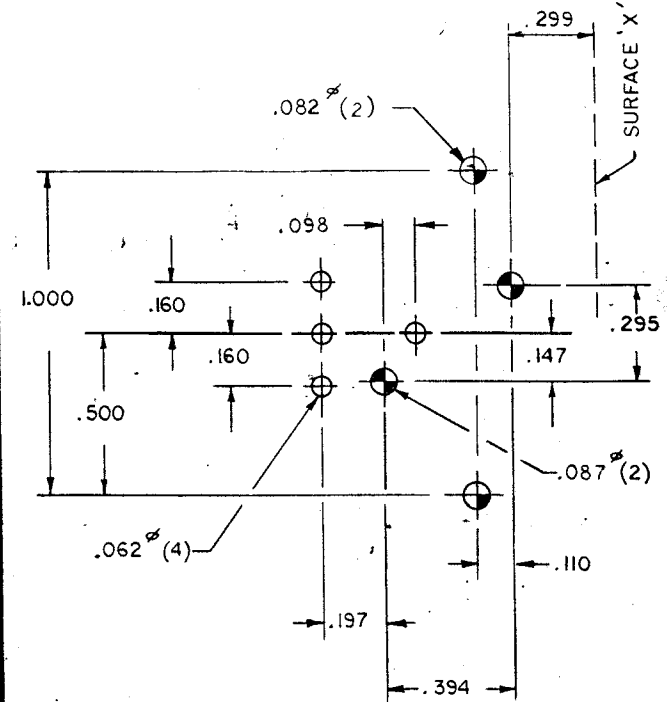 .299
SURFACE 'X'
.082 ø (2)
.098
1.000
.160
.295
.160
.147
.500
.087 ø (2)
.062 ø (4)
.110
.197
.394